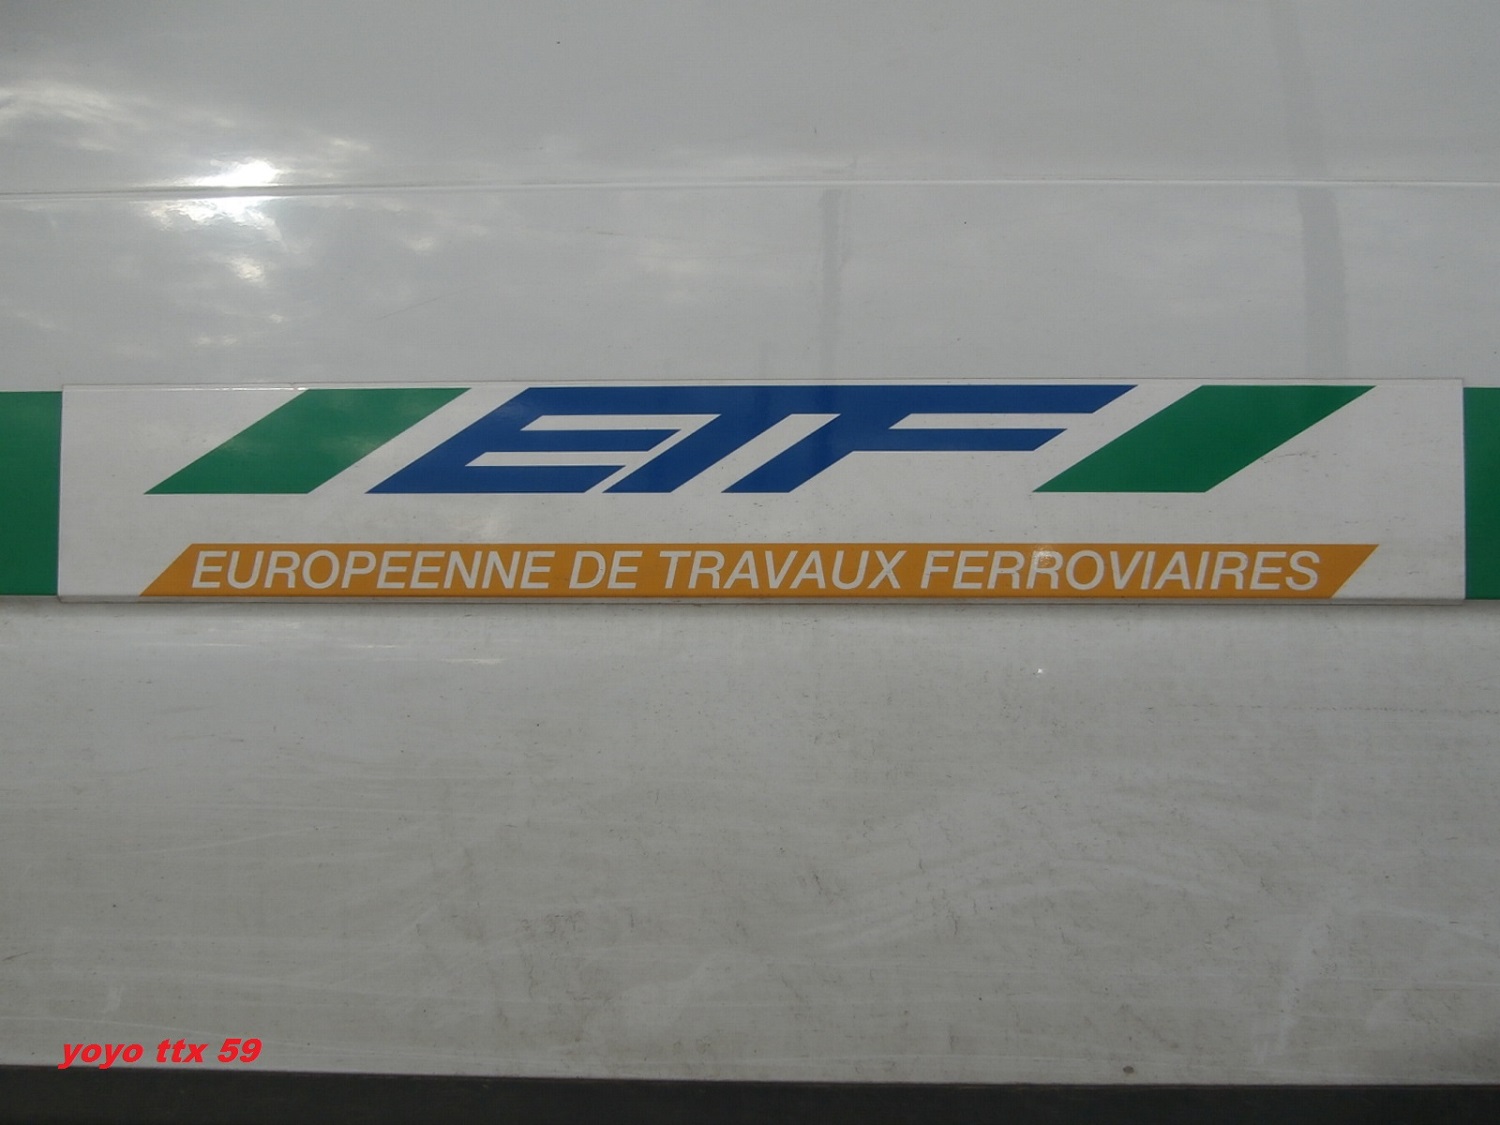 ETF
EUROPEENNE DE TRAVAUX FERROVIAIRES
yoyo ttx 59